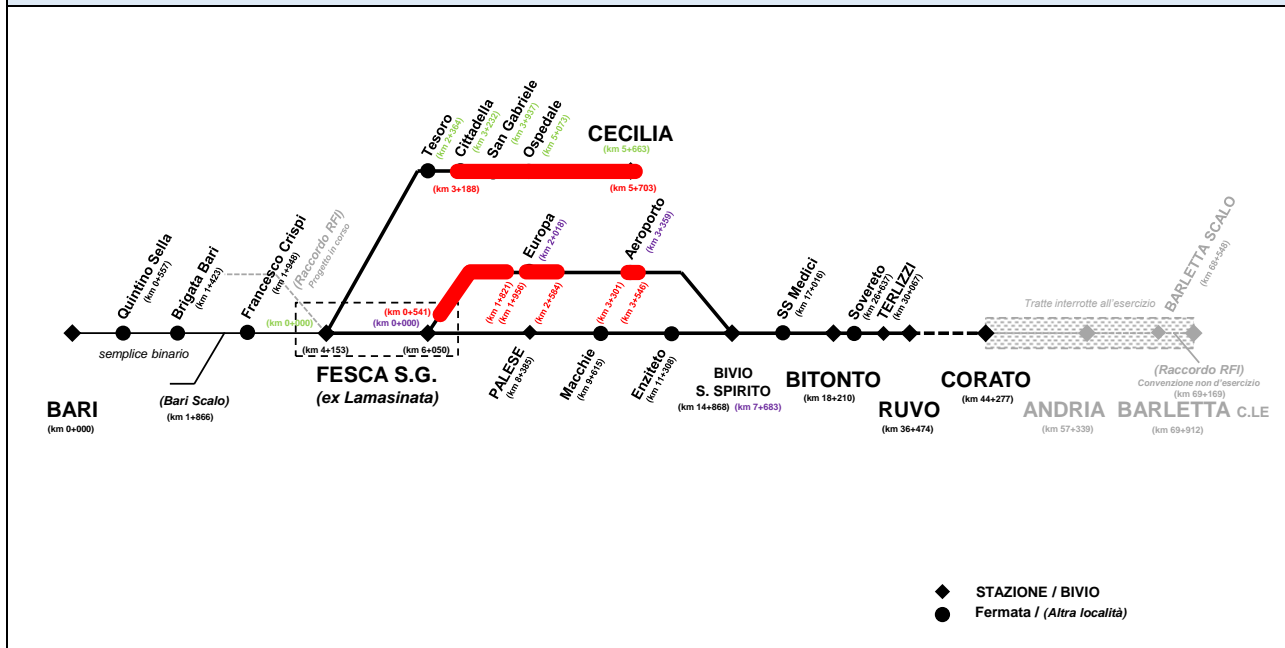 Tesoro
(km 2+364)
Cittadella
(km 3+232)
San Gabriele
(km 3+937)
Ospedale
(km 5+073)
CECILIA
(km 5+663)
(km 3+188)
(km 5+703)
Quintino Sella
(km 0+557)
Brigata Bari
(km 1+423)
Francesco Crispi
(km 1+948)
(Raccordo RFI)
Progetto in corso
Europa
(km 2+018)
Aeroporto
(km 3+359)
(km 0+000)
(km 0+541)
(km 0+000)
(km 1+821)
(km 1+956)
(km 2+584)
(km 3+301)
(km 3+546)
SS Medici
(km 17+016)
Sovereto
(km 26+637)
TERLIZZI
(km 30+067)
Tratte interrotte all'esercizio
BARLETTA SCALO
(km 68+548)
semplice binario
(Bari Scalo)
(km 1+866)
(km 4+153)
(km 6+050)
FESCA S.G.
(ex Lamasinata)
PALESE
(km 8+385)
Macchie
(km 9+615)
Enziteto
(km 11+308)
BIVIO
S. SPIRITO
(km 14+868) (km 7+683)
BITONTO
(km 18+210)
RUVO
(km 36+474)
CORATO
(km 44+277)
(Raccordo RFI)
Convenzione non d'esercizio
(km 69+169)
ANDRIA
(km 57+339)
BARLETTA C.LE
(km 69+912)
BARI
(km 0+000)
STAZIONE / BIVIO
Fermata / (Altra località)